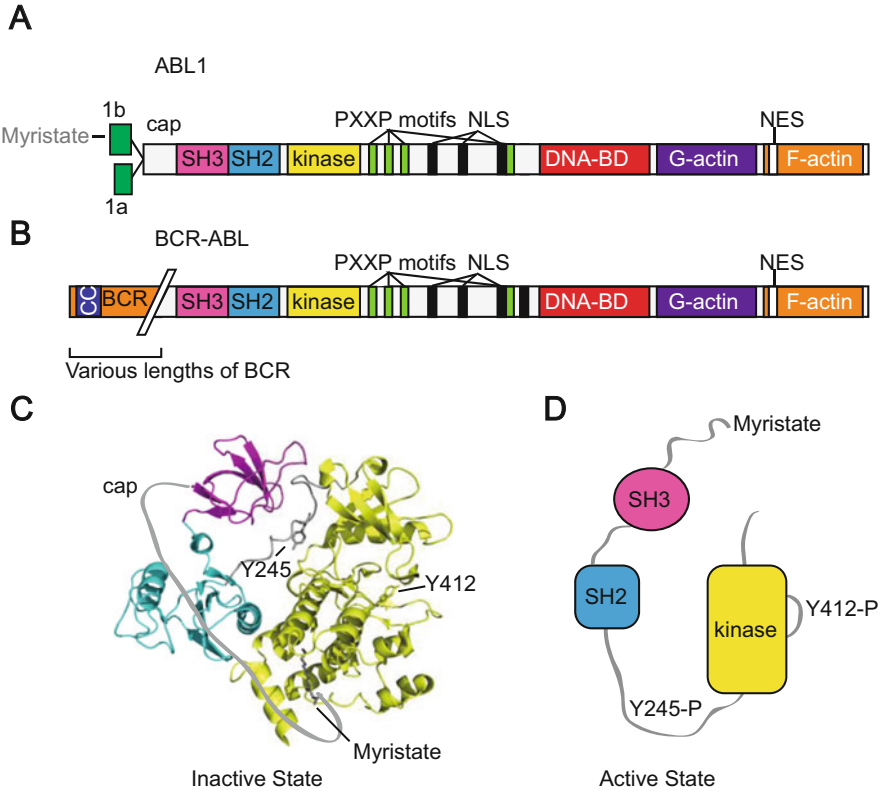 A
ABL1
1b
Myristate
cap
PXXP motifs NLS
NES
SH3 SH2 kinase DNA-BD G-actin F-actin
1a
B
BCR-ABL
PXXP motifs NLS
NES
CC BCR SH3 SH2 kinase DNA-BD G-actin F-actin
Various lengths of BCR
C
cap
Y245
Y412
Myristate
Inactive State
D
Myristate
SH3
SH2
kinase
Y412-P
Y245-P
Active State